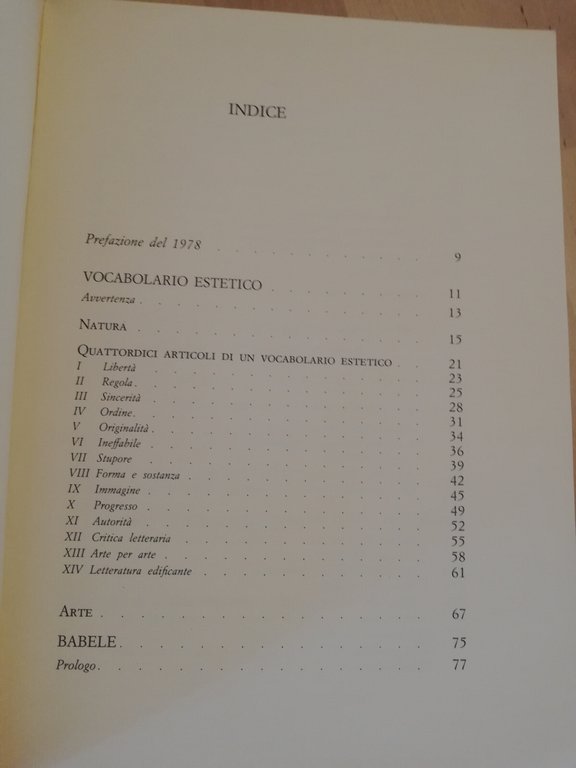 INDICE
Prefazione del 1978 . . . . . . . . . . . 9
VOCABOLARIO ESTETICO . . . . . . . . . 11
Avvertenza . . . . . . . . . . . . . . 13
NATURA . . . . . . . . . . . . . . 15
QUATTORDICI ARTICOLI DI UN VOCABOLARIO ESTETICO . . 21
I Libertà . . . . . . . . . . . . . 23
II Regola . . . . . . . . . . . . . 25
III Sincerità . . . . . . . . . . . . . 28
IV Ordine . . . . . . . . . . . . . 31
V Originalità . . . . . . . . . . . . . 34
VI Ineffabile . . . . . . . . . . . . . 36
VII Stupore . . . . . . . . . . . . . 39
VIII Forma e sostanza . . . . . . . . . . . 42
IX Immagine . . . . . . . . . . . . . 45
X Progresso . . . . . . . . . . . . . 49
XI Autorità . . . . . . . . . . . . . 52
XII Critica letteraria . . . . . . . . . . . 55
XIII Arte per arte . . . . . . . . . . . . 58
XIV Letteratura edificante . . . . . . . . . . 61
ARTE . . . . . . . . . . . . . . . 67
BABELE . . . . . . . . . . . . . . 75
Prologo . . . . . . . . . . . . . . . 77